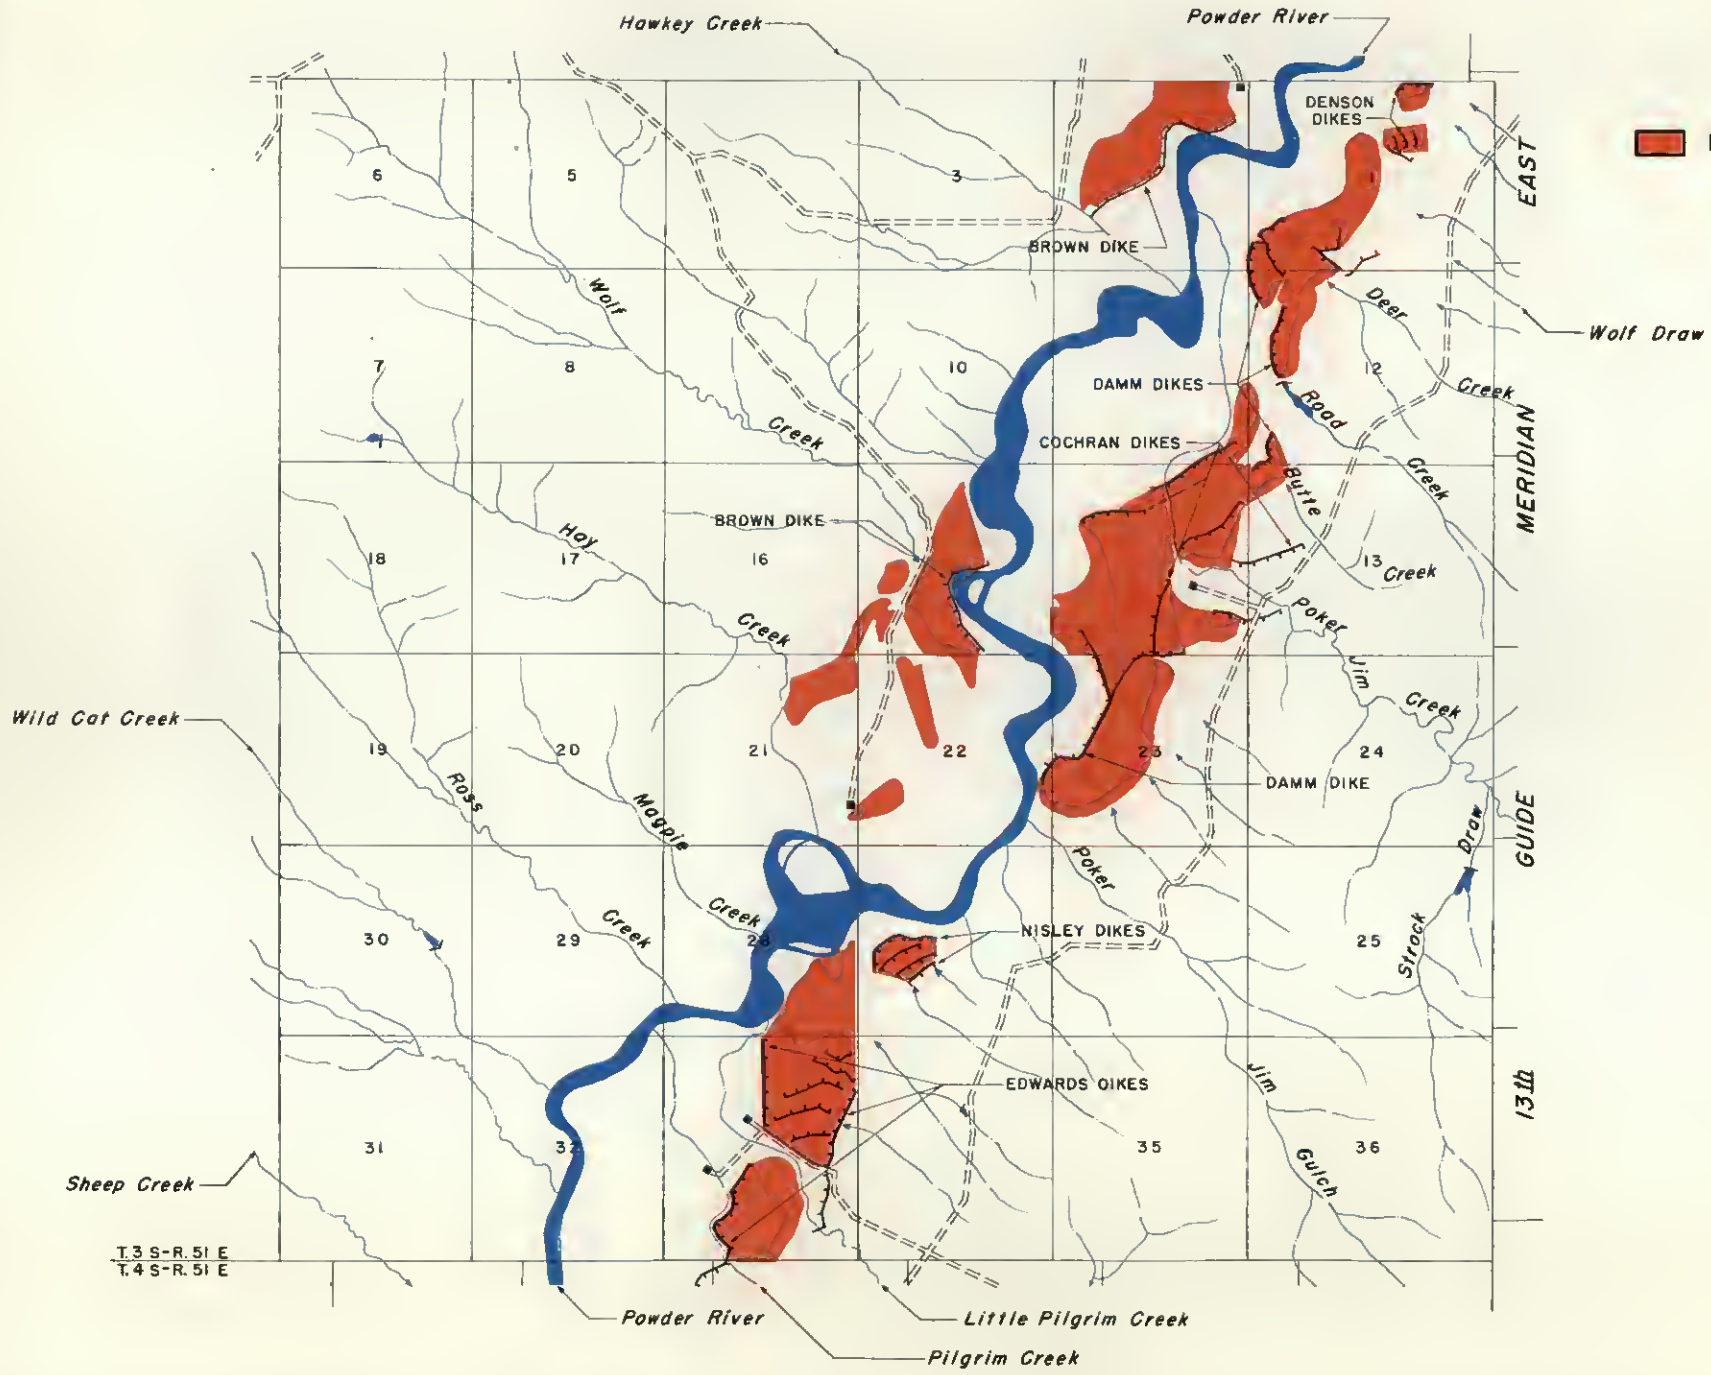 Hawkey Creek
Powder River
DENSON
DIKES
EAST
6
5
3
1
BROWN DIKE
Wolf
Deer
Wolf Draw
7
8
10
12
DAMM DIKES
Creek
Road
MERIDIAN
Creek
COCHRAN DIKES
Creek
Butte
BROWN DIKE
Hay
18
17
16
13
Creek
Poker
Creek
Jim
Creek
Wild Cat Creek
19
20
21
22
23
24
Ross
DAMM DIKE
Magpie
GUIDE
Draw
Poker
Creek
Creek
30
29
28
NISLEY DIKES
25
Strock
Jim
EDWARDS DIKES
13th
31
32
35
36
Gulch
Sheep Creek
T.3 S-R.51 E
T.4 S-R.51 E
Powder River
Little Pilgrim Creek
Pilgrim Creek